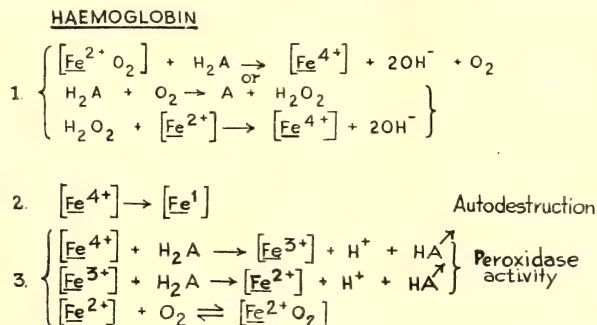 HAEMOGLOBIN
[Fe²⁺ O₂] + H₂A → [Fe⁴⁺] + 2OH⁻ + O₂
or
1. H₂A + O₂ → A + H₂O₂
H₂O₂ + [Fe²⁺] → [Fe⁴⁺] + 2OH⁻
2. [Fe⁴⁺] → [Fe¹] Autodestruction
[Fe⁴⁺] + H₂A → [Fe³⁺] + H⁺ + HA↗
3. [Fe³⁺] + H₂A → [Fe²⁺] + H⁺ + HA↗ Peroxidase activity
[Fe²⁺] + O₂ ⇌ [Fe²⁺O₂]